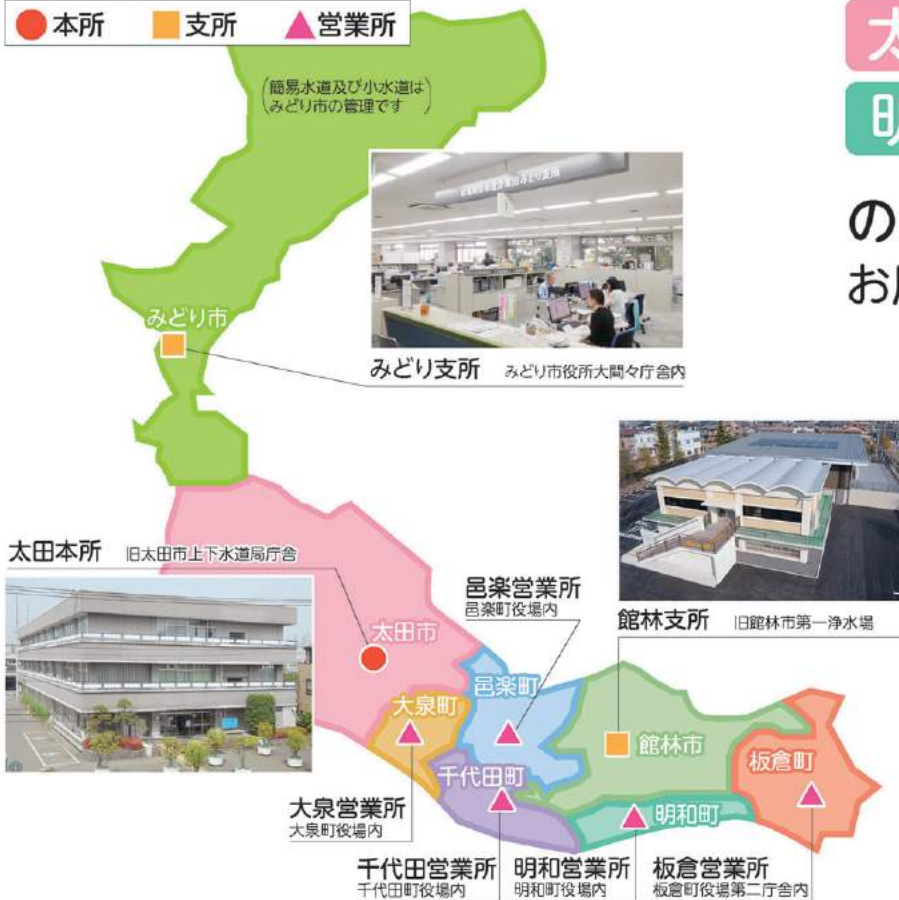 本所 支所 営業所
(簡易水道及び小水道は
みどり市の管理です)
みどり市
みどり支所 みどり市役所大間々庁舎内
太田本所 旧太田市上下水道局庁舎
太田市
邑楽営業所
邑楽町役場内
館林支所 旧館林市第一浄水場
邑楽町
大泉町
館林市
板倉町
千代田町
明和町
大泉営業所
大泉町役場内
千代田営業所
千代田町役場内
明和営業所
明和町役場内
板倉営業所
板倉町役場第二庁舎内
太
明
の
お